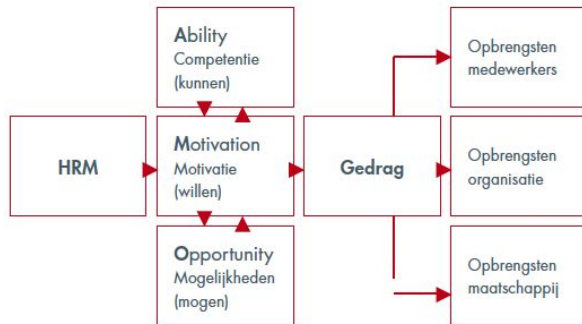 Ability
Competentie
(kunnen)
HRM
Motivation
Motivatie
(willen)
Opportunity
Mogelijkheden
(mogen)
Gedrag
Opbrengsten
medewerkers
Opbrengsten
organisatie
Opbrengsten
maatschappij